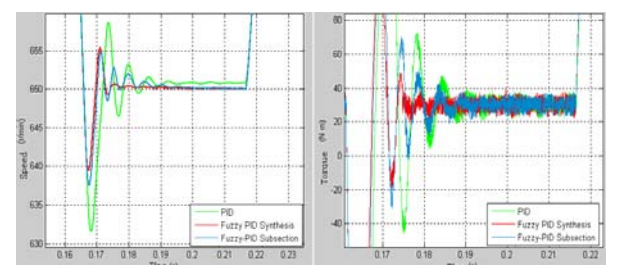 Speed (r/min)
655
650
645
640
635
630
0.16 0.17 0.18 0.19 0.2 0.21 0.22 0.23
PID
Fuzzy PID Synthesis
Fuzzy-PID Subsection
Torque (N m)
80
60
40
20
0
-20
-40
0.17 0.18 0.19 0.2 0.21 0.22
PID
Fuzzy PID Synthesis
Fuzzy-PID Subsection